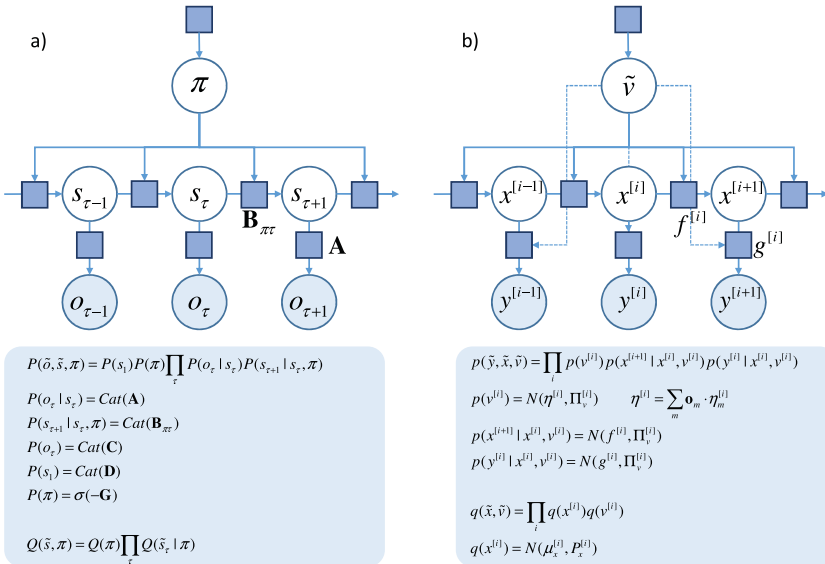 a)
π
s_{τ−1}
s_τ
s_{τ+1}
B_{πτ}
A
o_{τ−1}
o_τ
o_{τ+1}
P(õ, s̃, π) = P(s_1)P(π)∏_τ P(o_τ | s_τ)P(s_{τ+1} | s_τ, π)
P(o_τ | s_τ) = Cat(A)
P(s_{τ+1} | s_τ, π) = Cat(B_{πτ})
P(o_τ) = Cat(C)
P(s_1) = Cat(D)
P(π) = σ(−G)
Q(s̃, π) = Q(π)∏_τ Q(s̃_τ | π)
b)
ṽ
x^{[i−1]}
x^{[i]}
x^{[i+1]}
f^{[i]}
g^{[i]}
y^{[i−1]}
y^{[i]}
y^{[i+1]}
p(ỹ, x̃, ṽ) = ∏_i p(v^{[i]})p(x^{[i+1]} | x^{[i]}, v^{[i]})p(y^{[i]} | x^{[i]}, v^{[i]})
p(v^{[i]}) = N(η^{[i]}, Π_v^{[i]}) η^{[i]} = ∑_m o_m · η_m^{[i]}
p(x^{[i+1]} | x^{[i]}, v^{[i]}) = N(f^{[i]}, Π_v^{[i]})
p(y^{[i]} | x^{[i]}, v^{[i]}) = N(g^{[i]}, Π_v^{[i]})
q(x̃, ṽ) = ∏_i q(x^{[i]})q(v^{[i]})
q(x^{[i]}) = N(μ_x^{[i]}, P_x^{[i]})